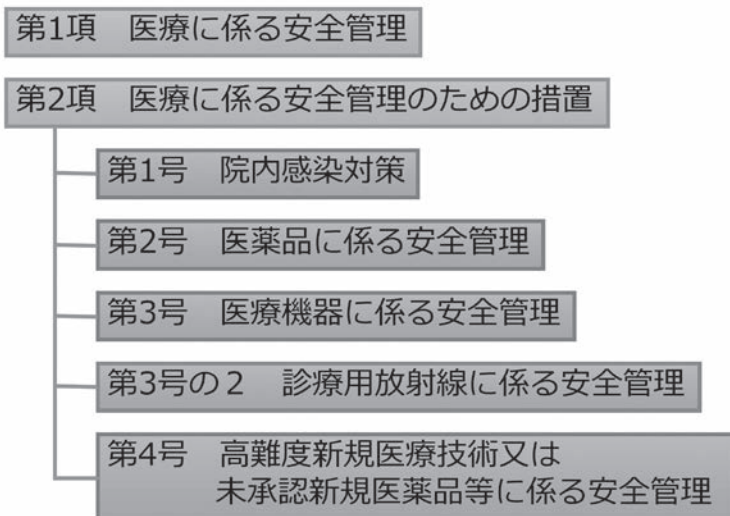 第1項　医療に係る安全管理
第2項　医療に係る安全管理のための措置
第1号　院内感染対策
第2号　医薬品に係る安全管理
第3号　医療機器に係る安全管理
第3号の２　診療用放射線に係る安全管理
第4号　高難度新規医療技術又は
未承認新規医薬品等に係る安全管理